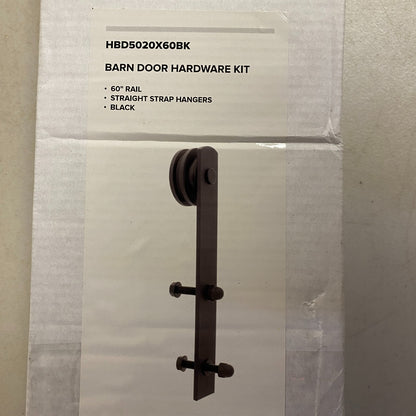 HBD5020X60BK
BARN DOOR HARDWARE KIT
• 60" RAIL
• STRAIGHT STRAP HANGERS
• BLACK